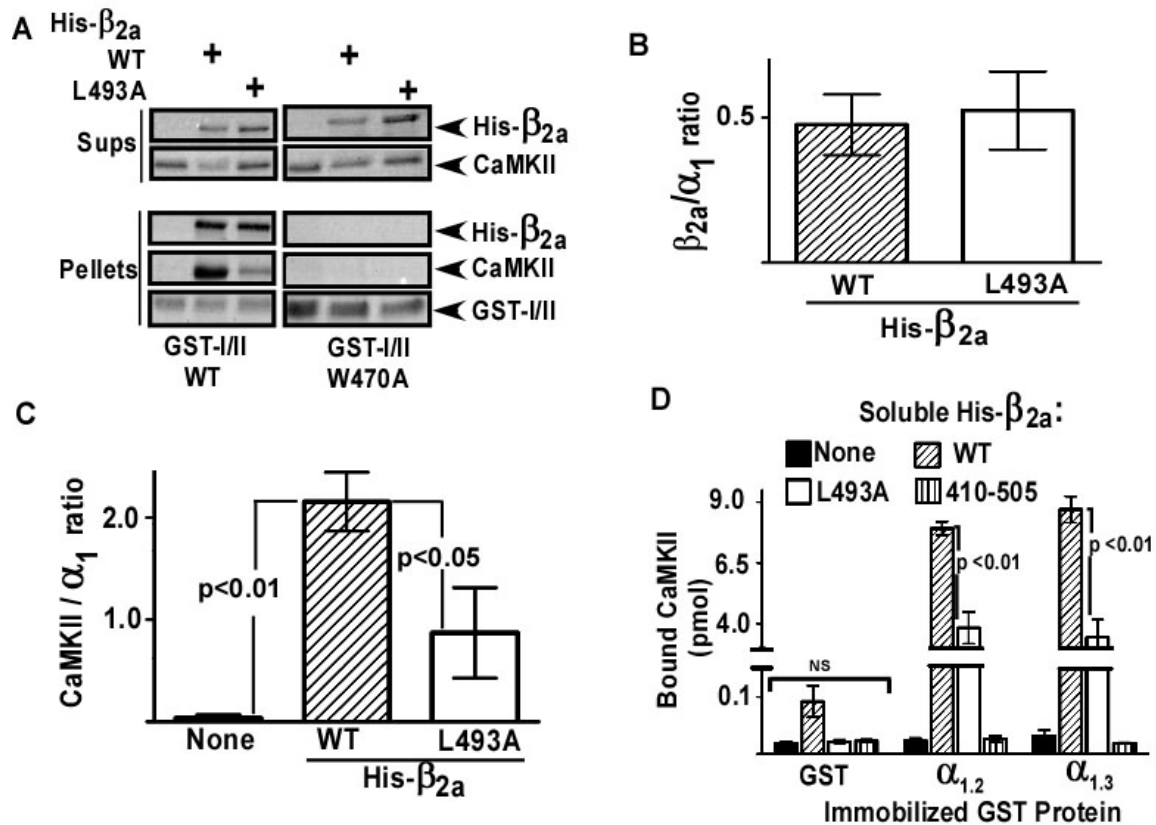 A
His-β2a
WT + +
L493A + +
Sups
His-β2a
CaMKII
Pellets
His-β2a
CaMKII
GST-I/II
GST-I/II GST-I/II
WT W470A
B
β2a/α1 ratio
0.5
WT L493A
His-β2a
C
CaMKII / α1 ratio
2.0
1.0
p<0.01
p<0.05
None WT L493A
His-β2a
D
Soluble His-β2a:
None WT
L493A 410-505
Bound CaMKII
(pmol)
9.0
6.5
4.0
0.1
NS
p<0.01
p<0.01
GST α1.2 α1.3
Immobilized GST Protein